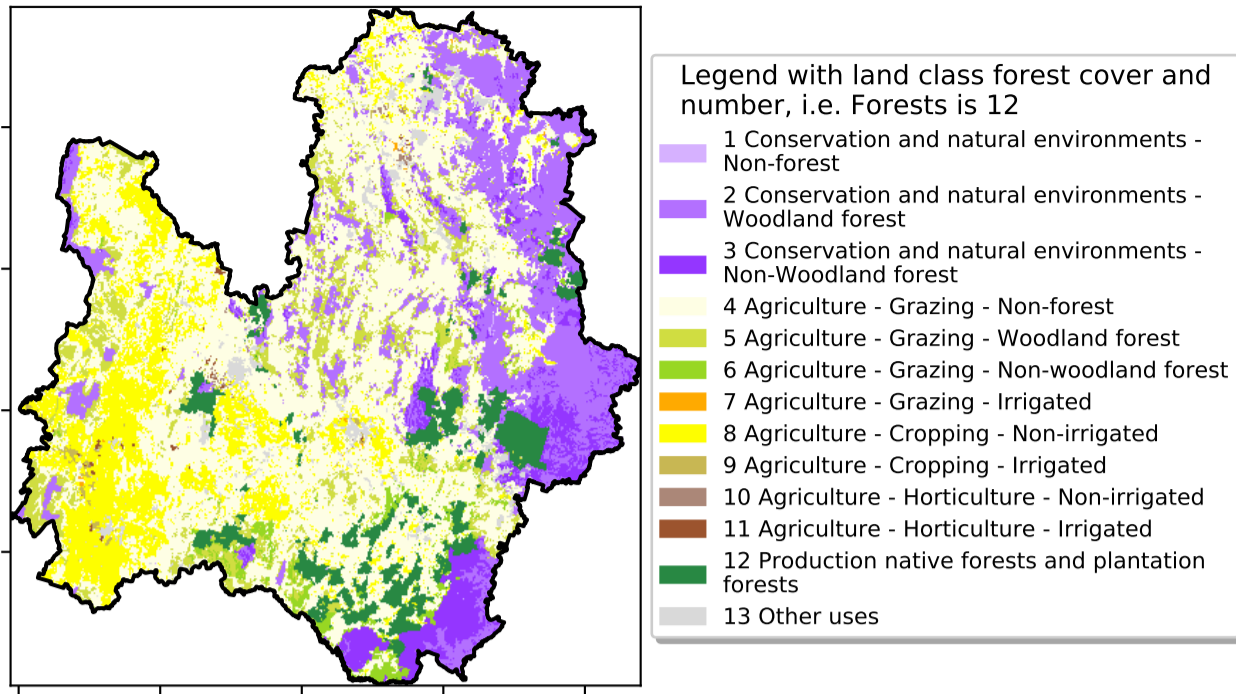 Legend with land class forest cover and
number, i.e. Forests is 12
1 Conservation and natural environments -
Non-forest
2 Conservation and natural environments -
Woodland forest
3 Conservation and natural environments -
Non-Woodland forest
4 Agriculture - Grazing - Non-forest
5 Agriculture - Grazing - Woodland forest
6 Agriculture - Grazing - Non-woodland forest
7 Agriculture - Grazing - Irrigated
8 Agriculture - Cropping - Non-irrigated
9 Agriculture - Cropping - Irrigated
10 Agriculture - Horticulture - Non-irrigated
11 Agriculture - Horticulture - Irrigated
12 Production native forests and plantation
forests
13 Other uses